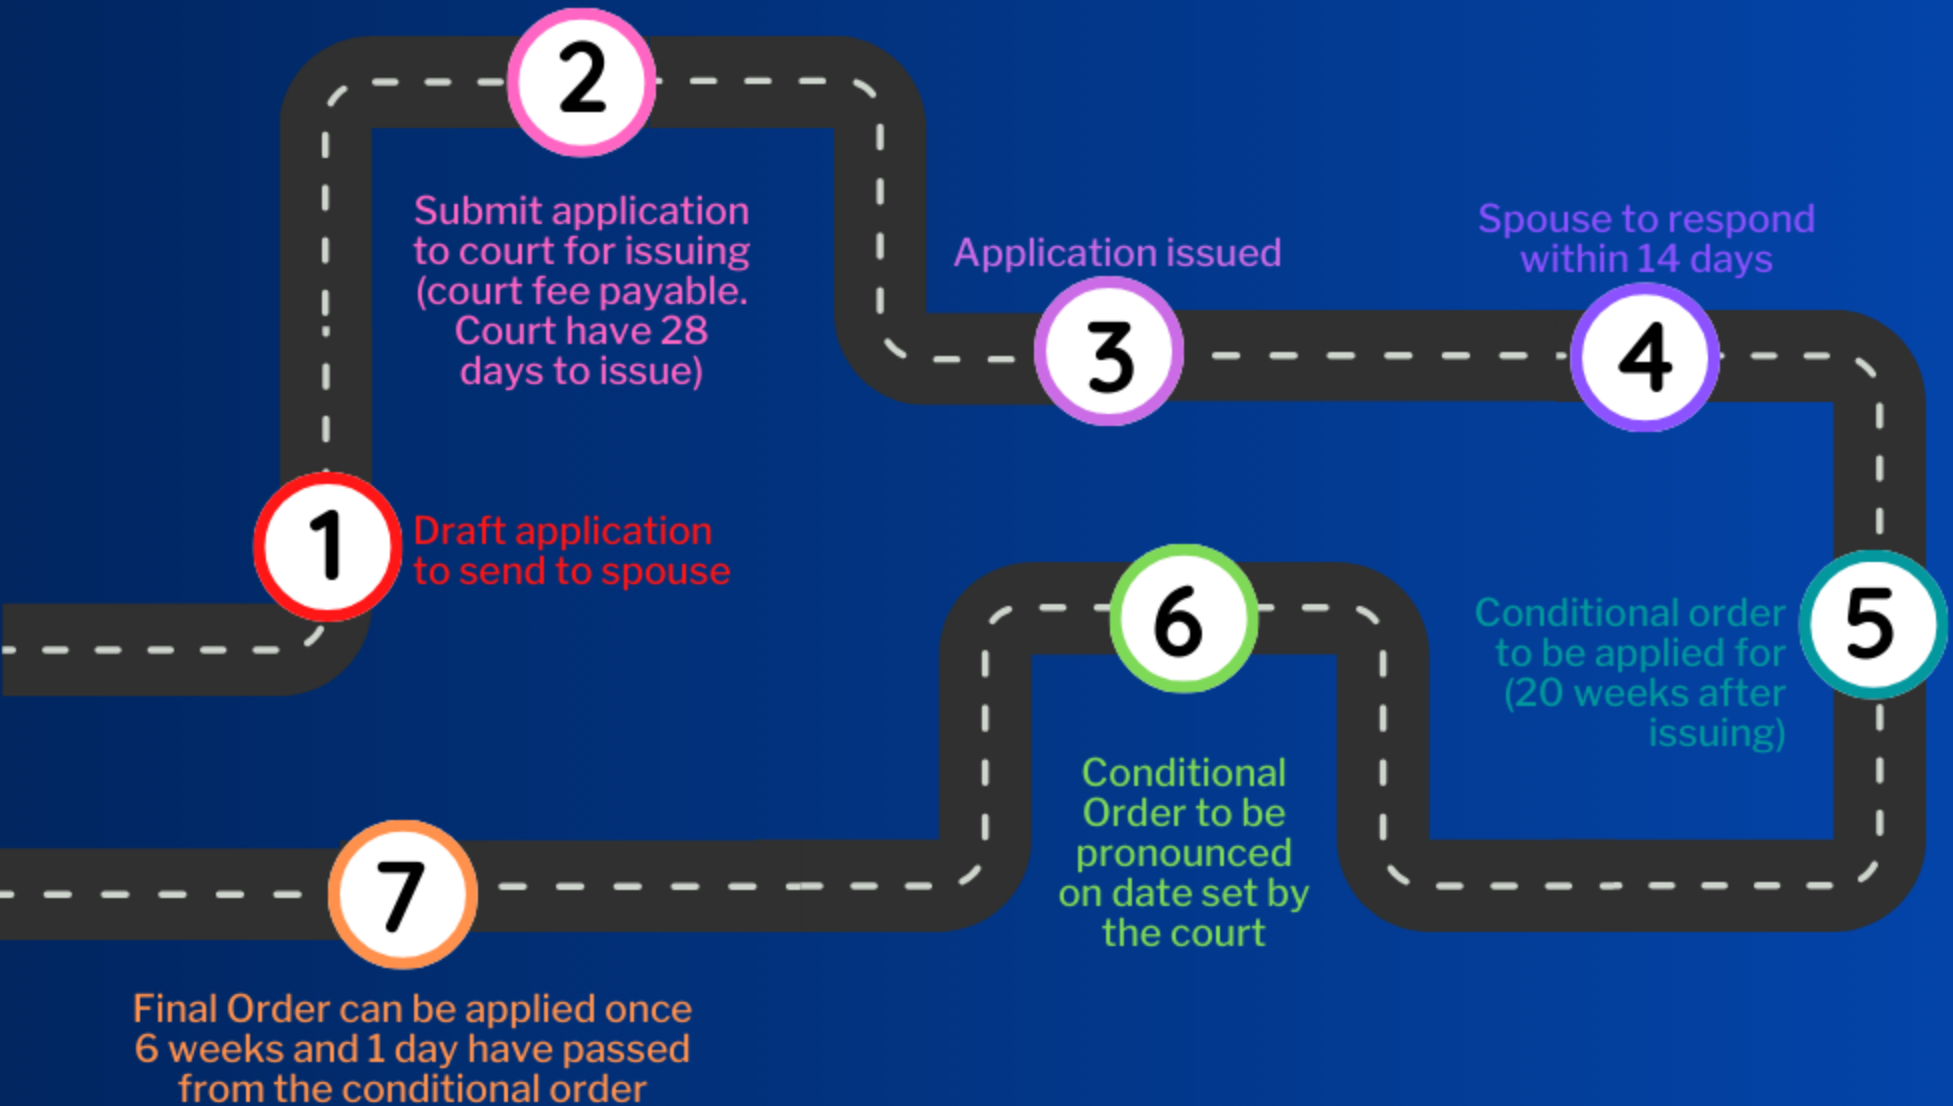 1
Draft application
to send to spouse
2
Submit application
to court for issuing
(court fee payable.
Court have 28
days to issue)
Application issued
3
Spouse to respond
within 14 days
4
5
Conditional order
to be applied for
(20 weeks after
issuing)
6
Conditional
Order to be
pronounced
on date set by
the court
7
Final Order can be applied once
6 weeks and 1 day have passed
from the conditional order